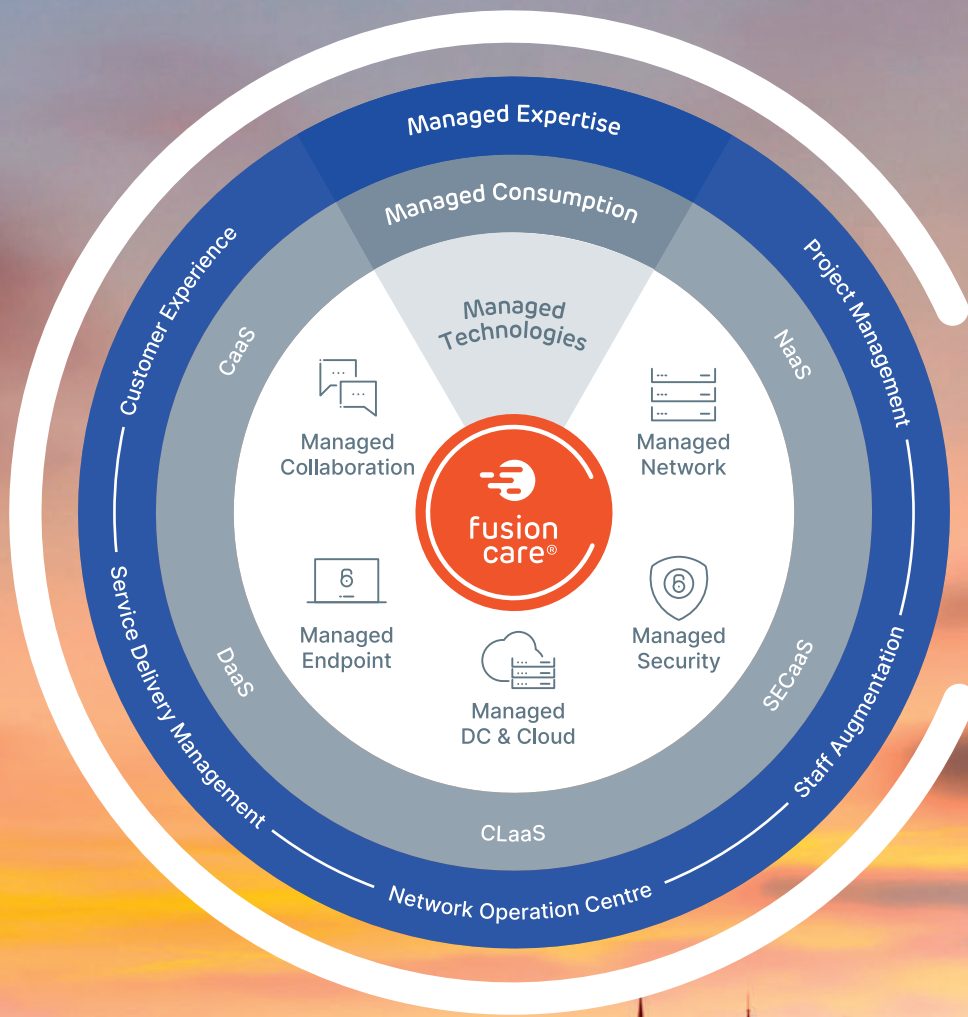 Managed Expertise
Managed Consumption
Managed
Technologies
Customer Experience
Project Management
CaaS
NaaS
Managed
Collaboration
Managed
Network
fusion
care®
Managed
Endpoint
Managed
Security
Managed
DC & Cloud
DaaS
SECaaS
Service Delivery Management
Staff Augmentation
CLaaS
Network Operation Centre